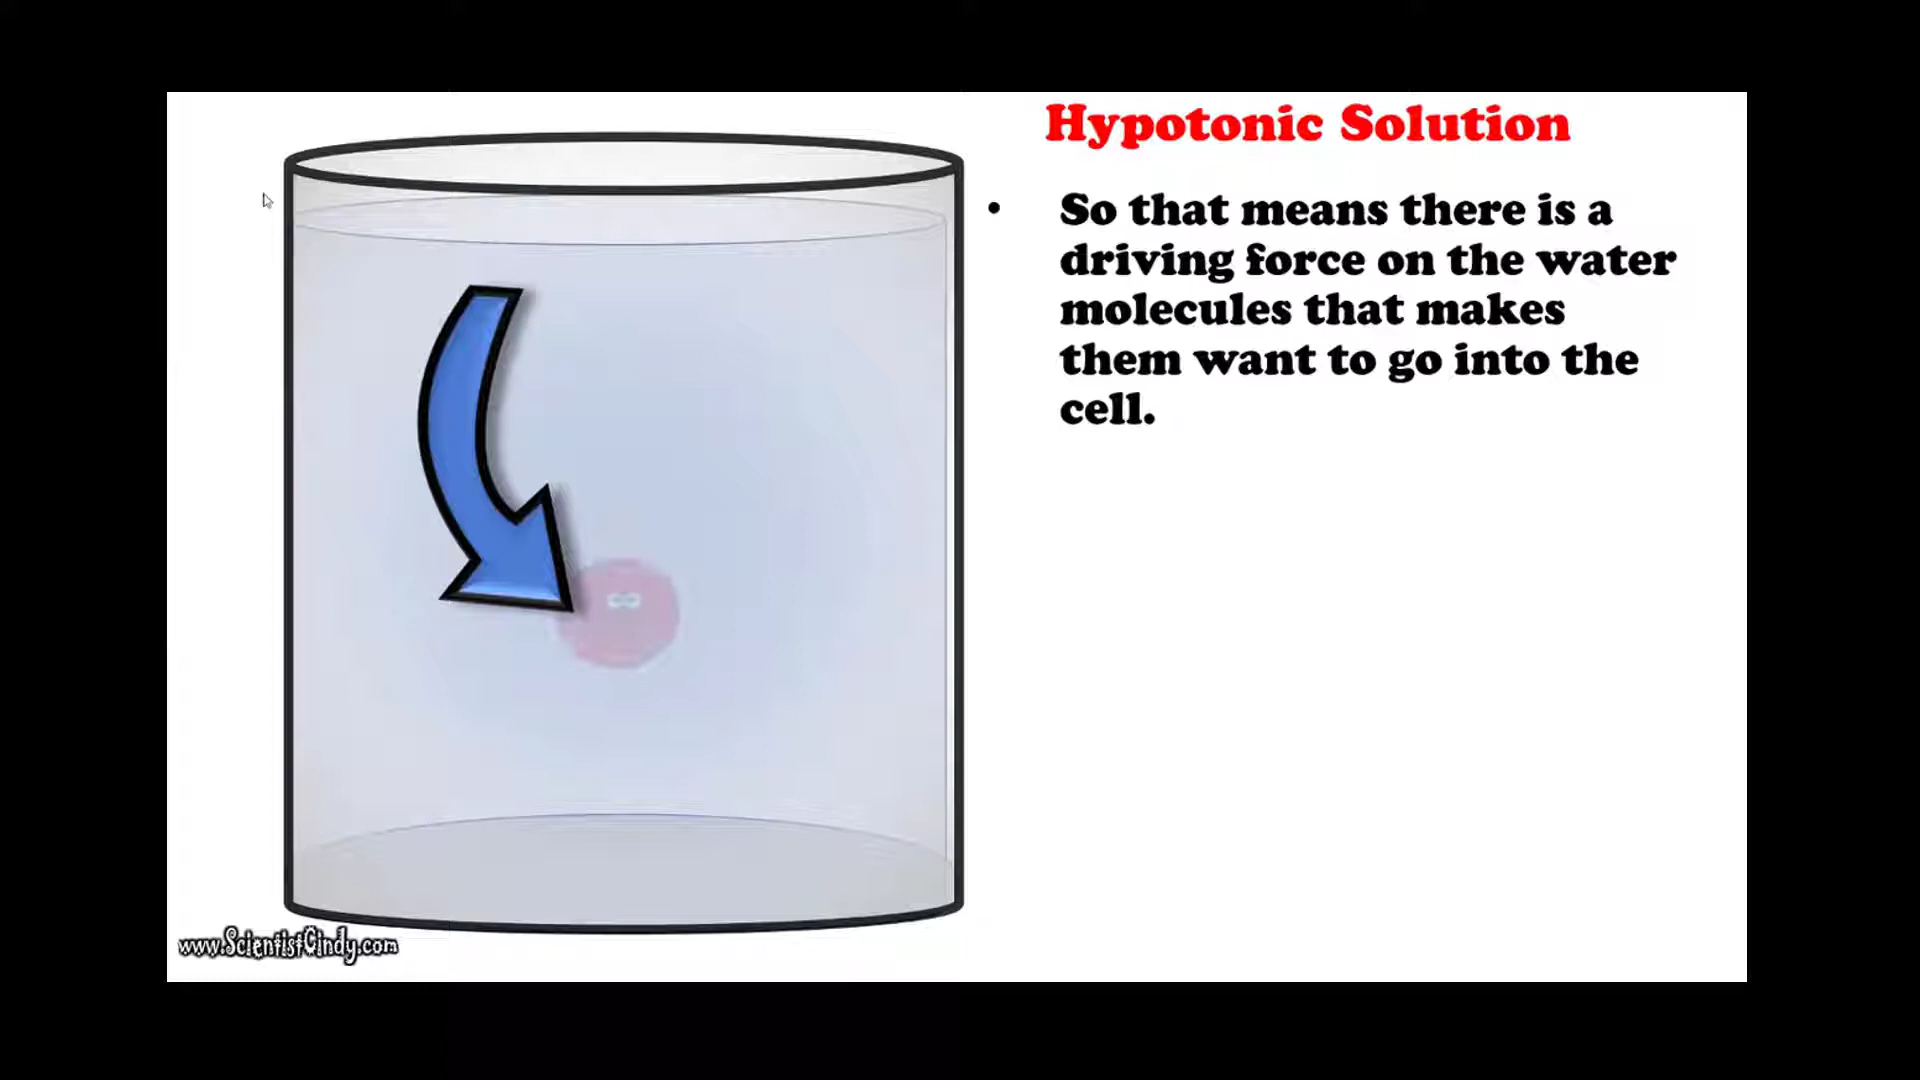 Hypotonic Solution
• So that means there is a
driving force on the water
molecules that makes
them want to go into the
cell.
www.ScientistCindy.com